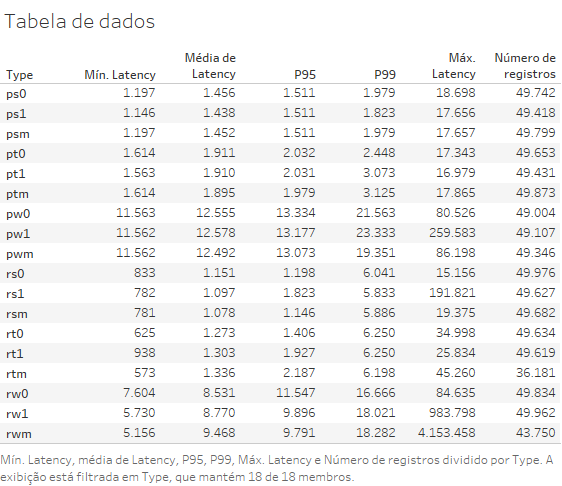 Tabela de dados
Type Mín. Latency Média de Latency P95 P99 Máx. Latency Número de registros
ps0 1.197 1.456 1.511 1.979 18.698 49.742
ps1 1.146 1.438 1.511 1.823 17.656 49.418
psm 1.197 1.452 1.511 1.979 17.657 49.799
pt0 1.614 1.911 2.032 2.448 17.343 49.653
pt1 1.563 1.910 2.031 3.073 16.979 49.431
ptm 1.614 1.895 1.979 3.125 17.865 49.873
pw0 11.563 12.555 13.334 21.563 80.526 49.004
pw1 11.562 12.578 13.177 23.333 259.583 49.107
pwm 11.562 12.492 13.073 19.351 86.198 49.346
rs0 833 1.151 1.198 6.041 15.156 49.976
rs1 782 1.097 1.823 5.833 191.821 49.627
rsm 781 1.078 1.146 5.886 19.375 49.682
rt0 625 1.273 1.406 6.250 34.998 49.634
rt1 938 1.303 1.927 6.250 25.834 49.619
rtm 573 1.336 2.187 6.198 45.260 36.181
rw0 7.604 8.531 11.547 16.666 84.635 49.834
rw1 5.730 8.770 9.896 18.021 983.798 49.962
rwm 5.156 9.468 9.791 18.282 4.153.458 43.750
Mín. Latency, média de Latency, P95, P99, Máx. Latency e Número de registros dividido por Type. A
exibição está filtrada em Type, que mantém 18 de 18 membros.